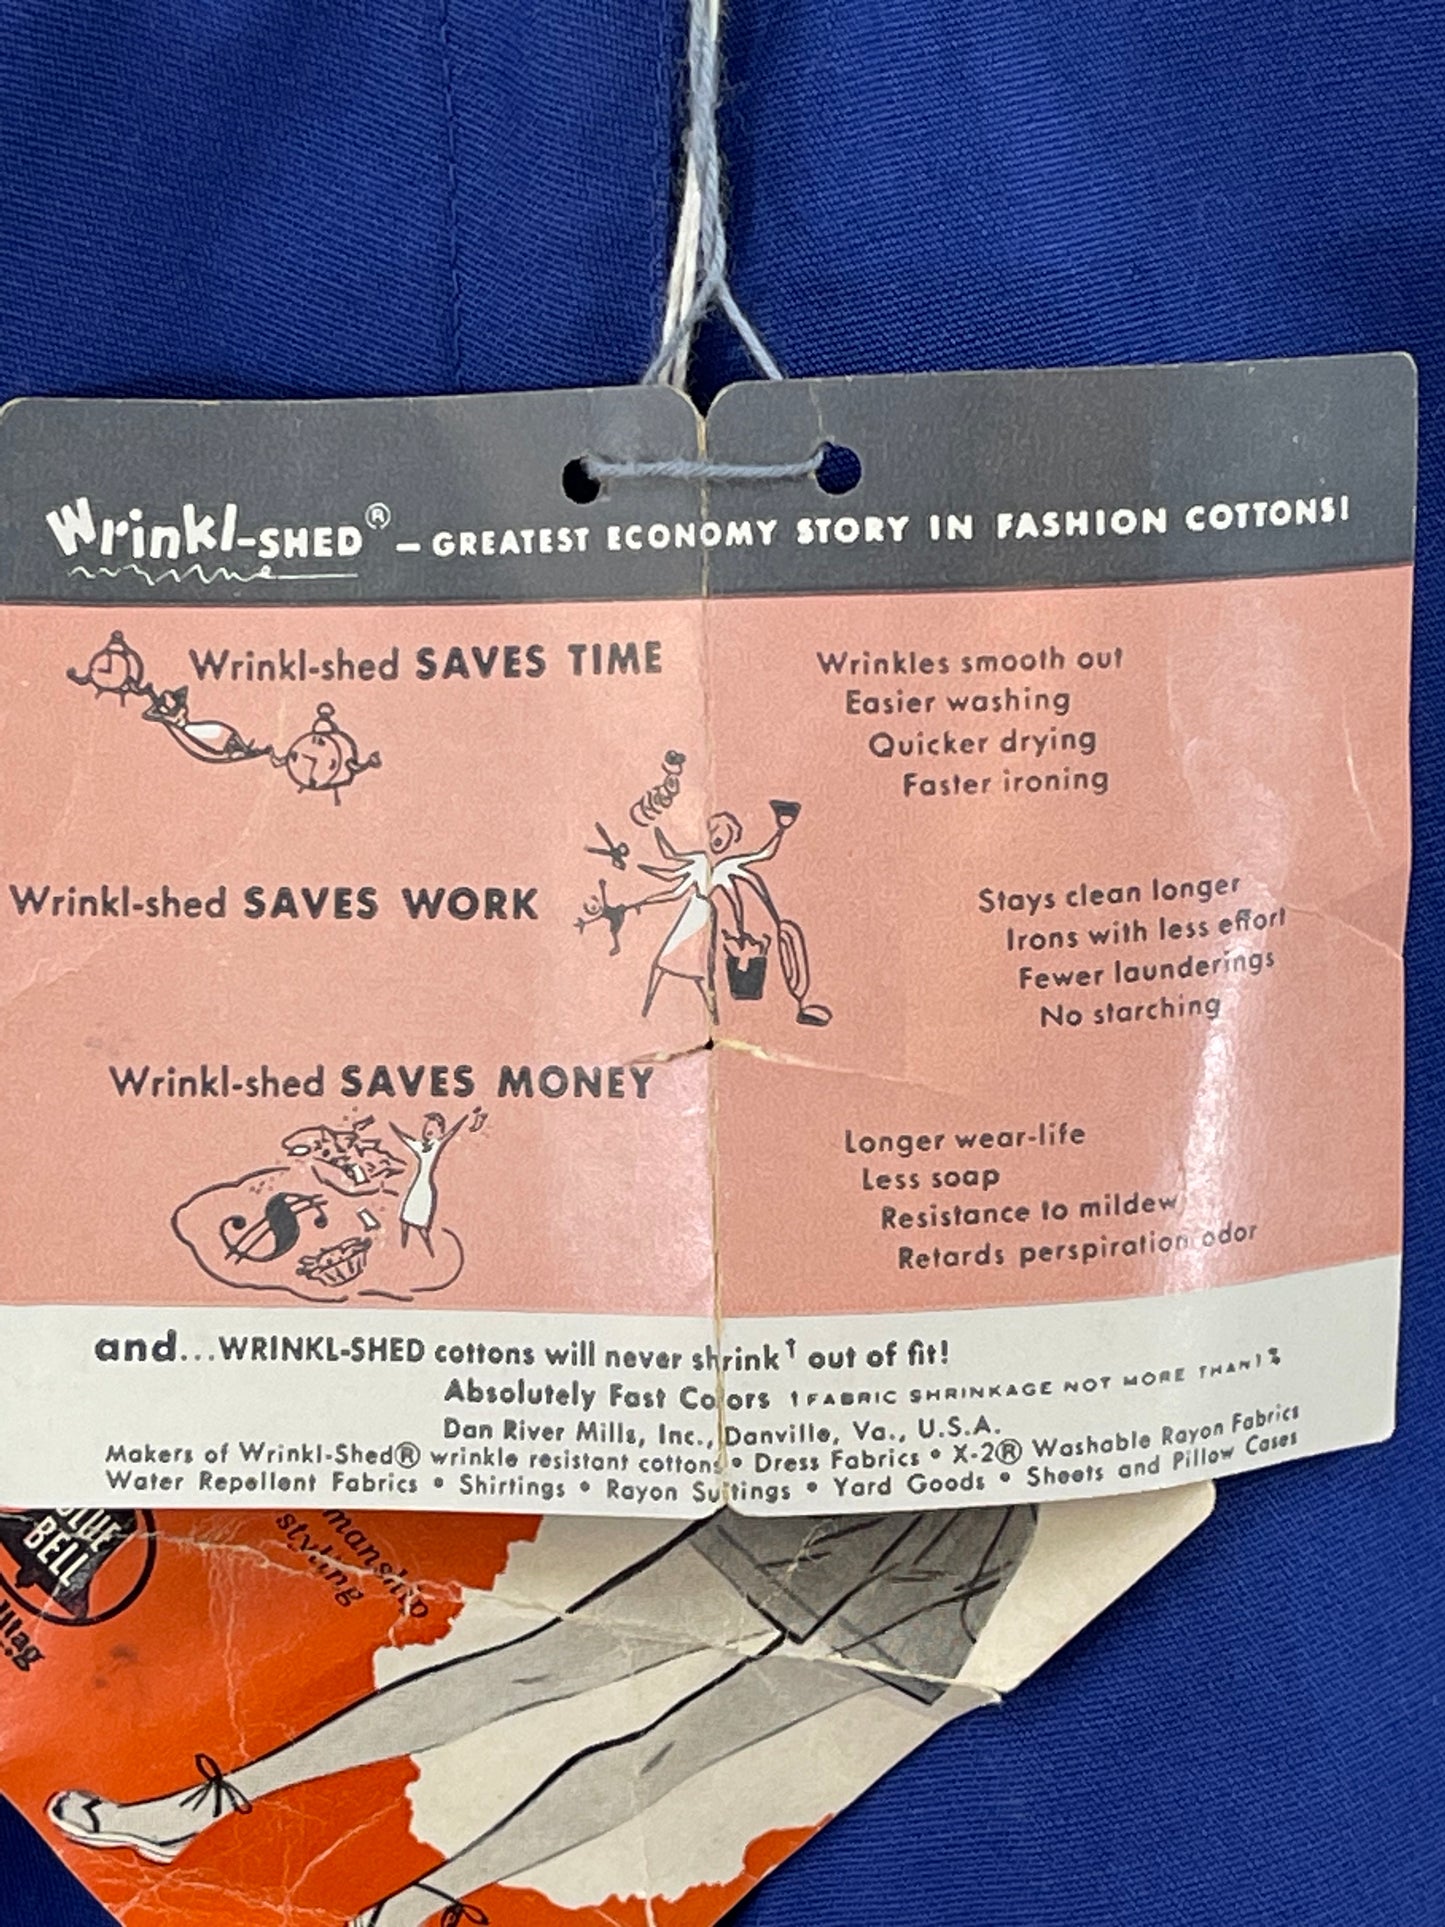 Wrinkl-SHED® – GREATEST ECONOMY STORY IN FASHION COTTONS!
Wrinkl-shed SAVES TIME
Wrinkles smooth out
Easier washing
Quicker drying
Faster ironing
Wrinkl-shed SAVES WORK
Stays clean longer
Irons with less effort
Fewer launderings
No starching
Wrinkl-shed SAVES MONEY
$
Longer wear-life
Less soap
Resistance to mildew
Retards perspiration odor
and...WRINKL-SHED cottons will never shrink† out of fit!
Absolutely Fast Colors † FABRIC SHRINKAGE NOT MORE THAN 1%
Dan River Mills, Inc., Danville, Va., U.S.A.
Makers of Wrinkl-Shed® wrinkle resistant cottons • Dress Fabrics • X-2® Washable Rayon Fabrics
Water Repellent Fabrics • Shirtings • Rayon Suitings • Yard Goods • Sheets and Pillow Cases
BLUE
BELL
manship
styling